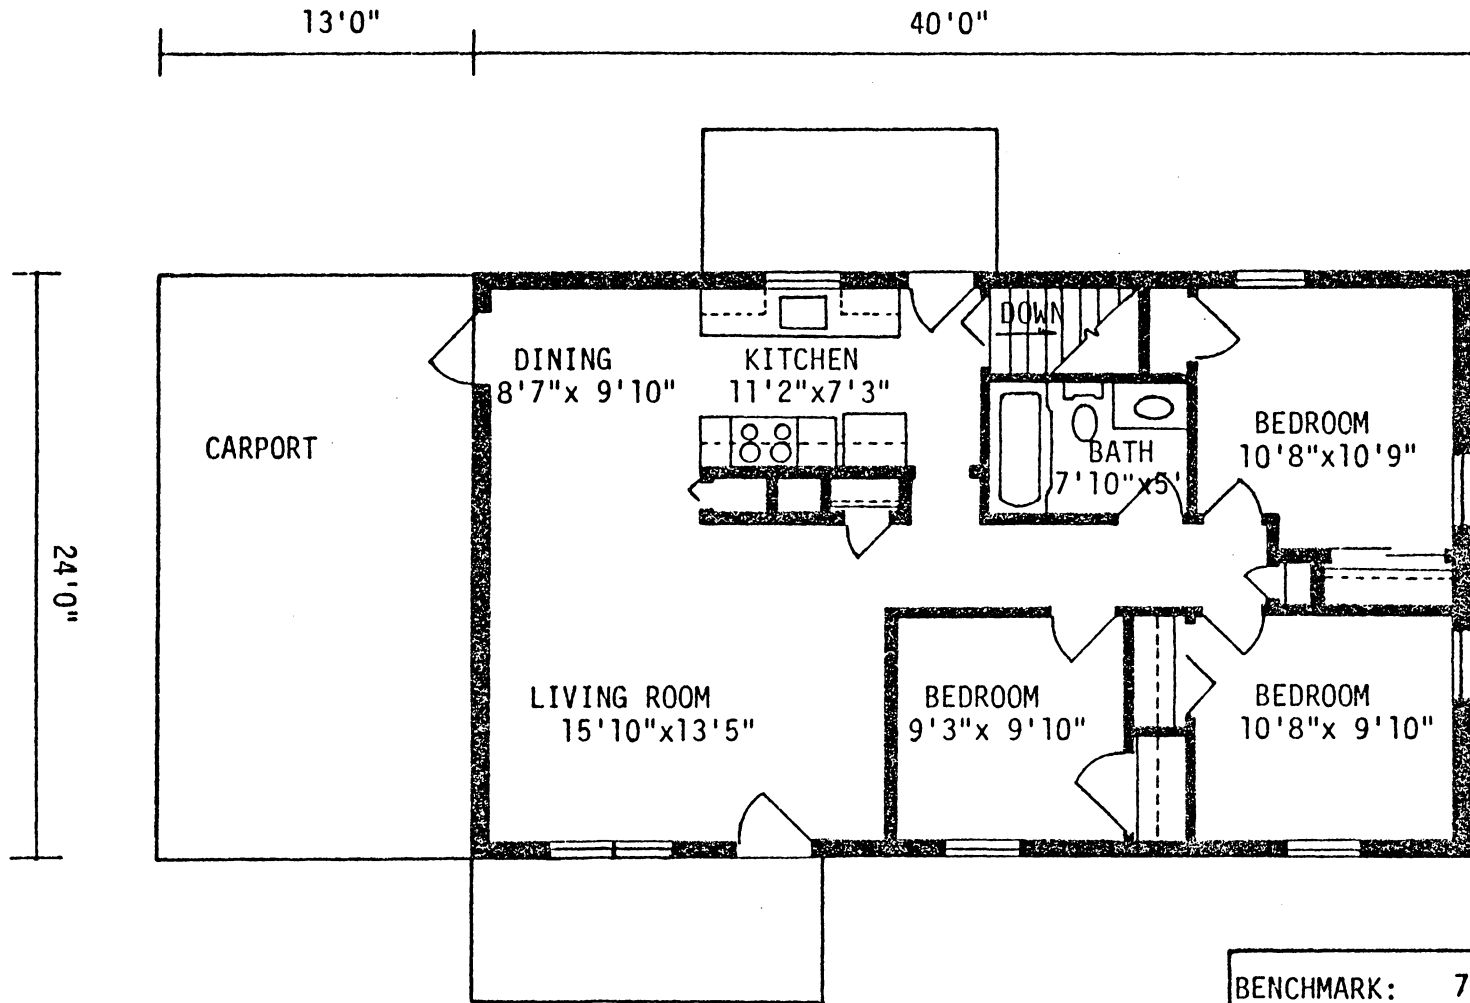 13'0"
40'0"
DOWN
DINING
8'7"x 9'10"
KITCHEN
11'2"x7'3"
CARPORT
BEDROOM
10'8"x10'9"
BATH
7'10"x5'
24'0"
LIVING ROOM
15'10"x13'5"
BEDROOM
9'3"x 9'10"
BEDROOM
10'8"x 9'10"
BENCHMARK: 7